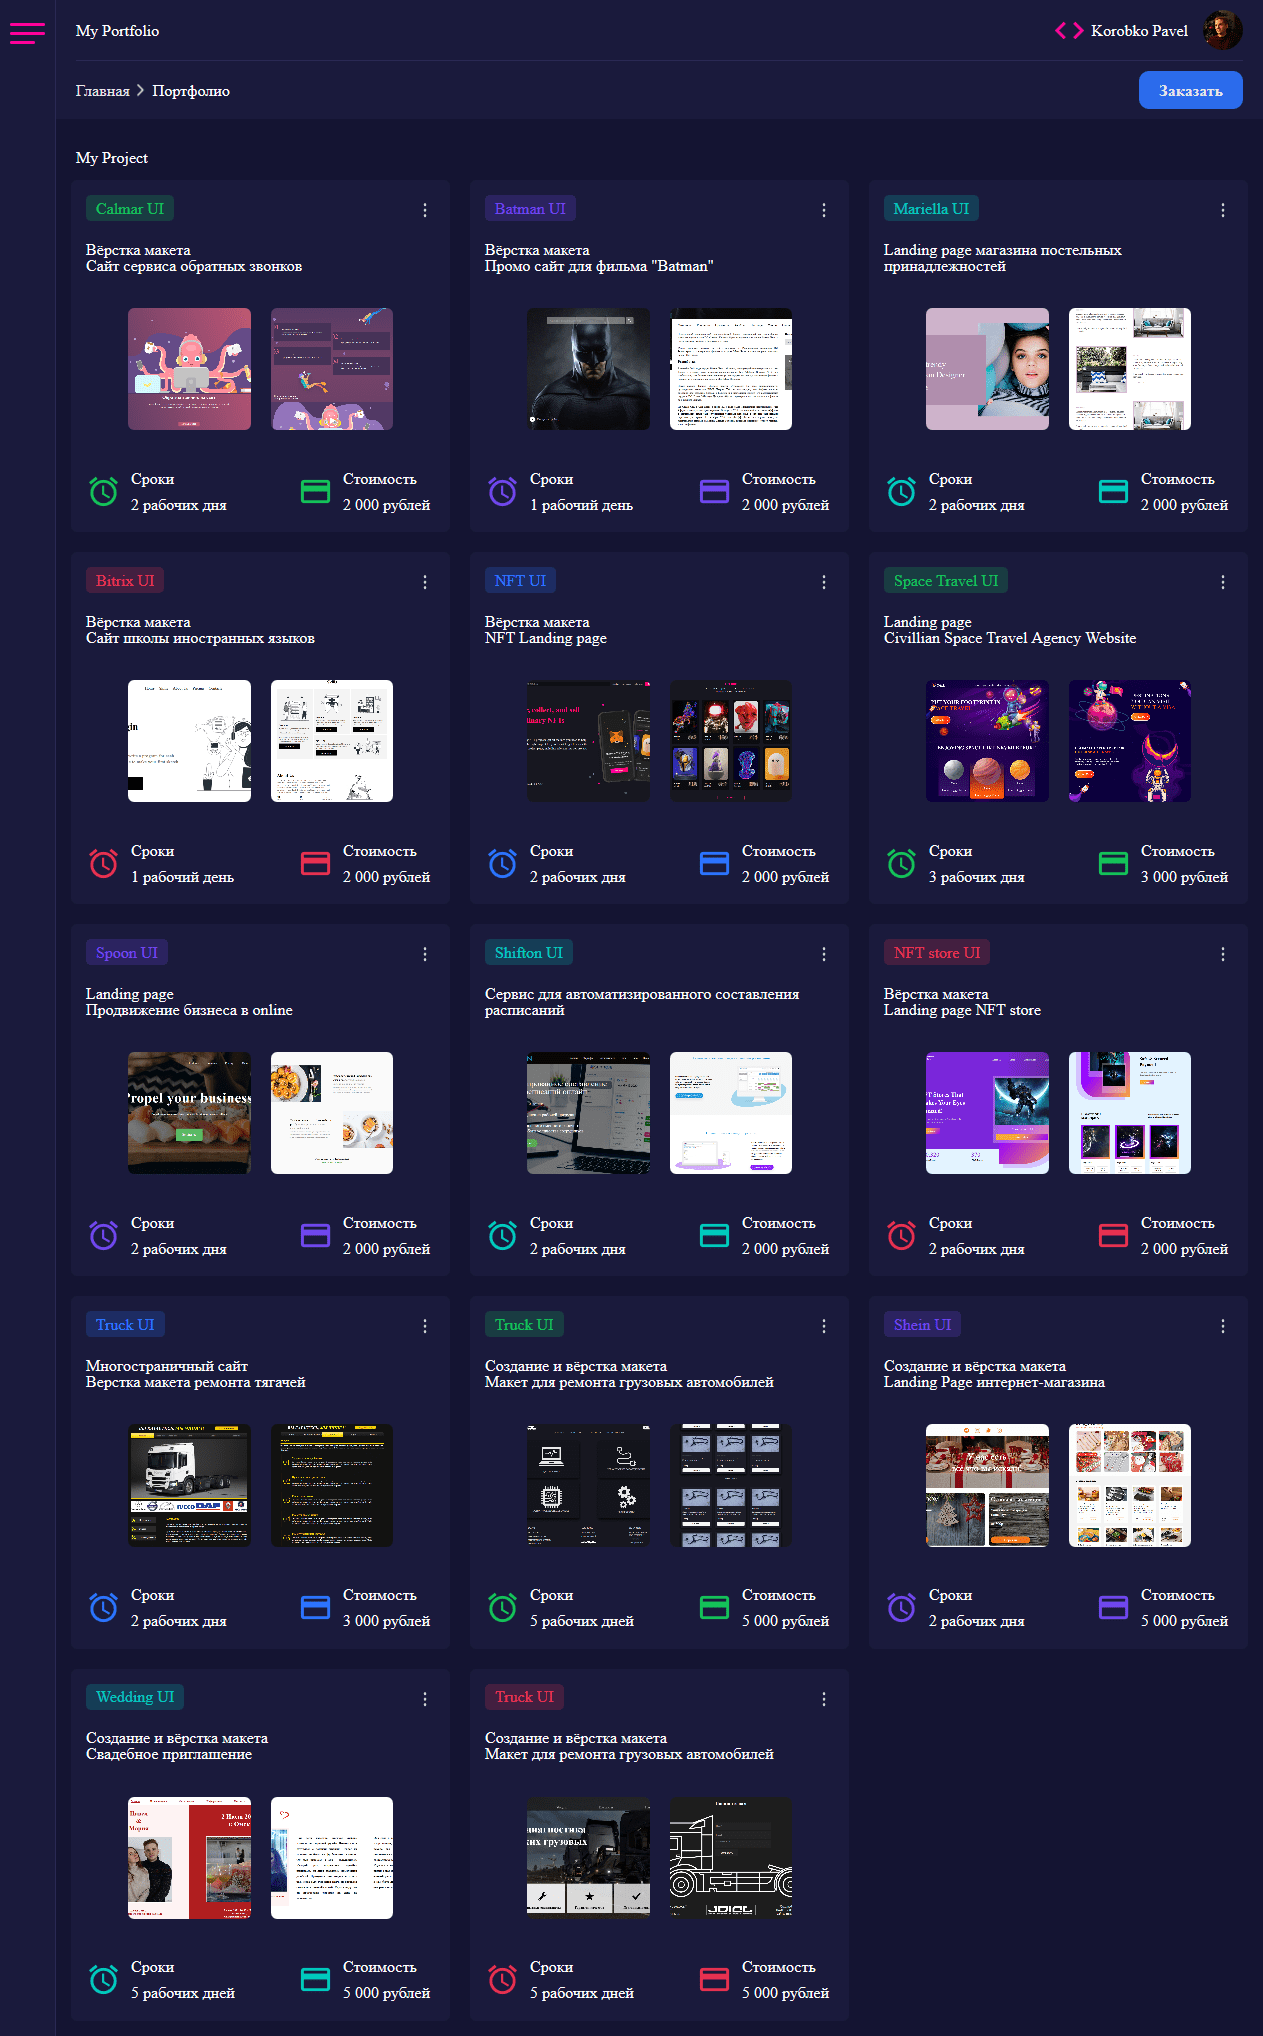 My Portfolio
Korobko Pavel
Главная
Портфолио
Заказать
My Project
Calmar UI
Вёрстка макета
Сайт сервиса обратных звонков
Сроки
2 рабочих дня
Стоимость
2 000 рублей
Batman UI
Вёрстка макета
Промо сайт для фильма "Batman"
Сроки
1 рабочий день
Стоимость
2 000 рублей
Mariella UI
Landing page магазина постельных
принадлежностей
Сроки
2 рабочих дня
Стоимость
2 000 рублей
Bitrix UI
Вёрстка макета
Сайт школы иностранных языков
Сроки
1 рабочий день
Стоимость
2 000 рублей
NFT UI
Вёрстка макета
NFT Landing page
Сроки
2 рабочих дня
Стоимость
2 000 рублей
Space Travel UI
Landing page
Civillian Space Travel Agency Website
Сроки
3 рабочих дня
Стоимость
3 000 рублей
Spoon UI
Landing page
Продвижение бизнеса в online
Propel your business
Сроки
2 рабочих дня
Стоимость
2 000 рублей
Shifton UI
Сервис для автоматизированного составления
расписаний
Сроки
2 рабочих дня
Стоимость
2 000 рублей
NFT store UI
Вёрстка макета
Landing page NFT store
Сроки
2 рабочих дня
Стоимость
2 000 рублей
Truck UI
Многостраничный сайт
Верстка макета ремонта тягачей
Сроки
2 рабочих дня
Стоимость
3 000 рублей
Truck UI
Создание и вёрстка макета
Макет для ремонта грузовых автомобилей
Сроки
5 рабочих дней
Стоимость
5 000 рублей
Shein UI
Создание и вёрстка макета
Landing Page интернет-магазина
Сроки
2 рабочих дня
Стоимость
5 000 рублей
Wedding UI
Создание и вёрстка макета
Свадебное приглашение
Сроки
5 рабочих дней
Стоимость
5 000 рублей
Truck UI
Создание и вёрстка макета
Макет для ремонта грузовых автомобилей
Сроки
5 рабочих дней
Стоимость
5 000 рублей